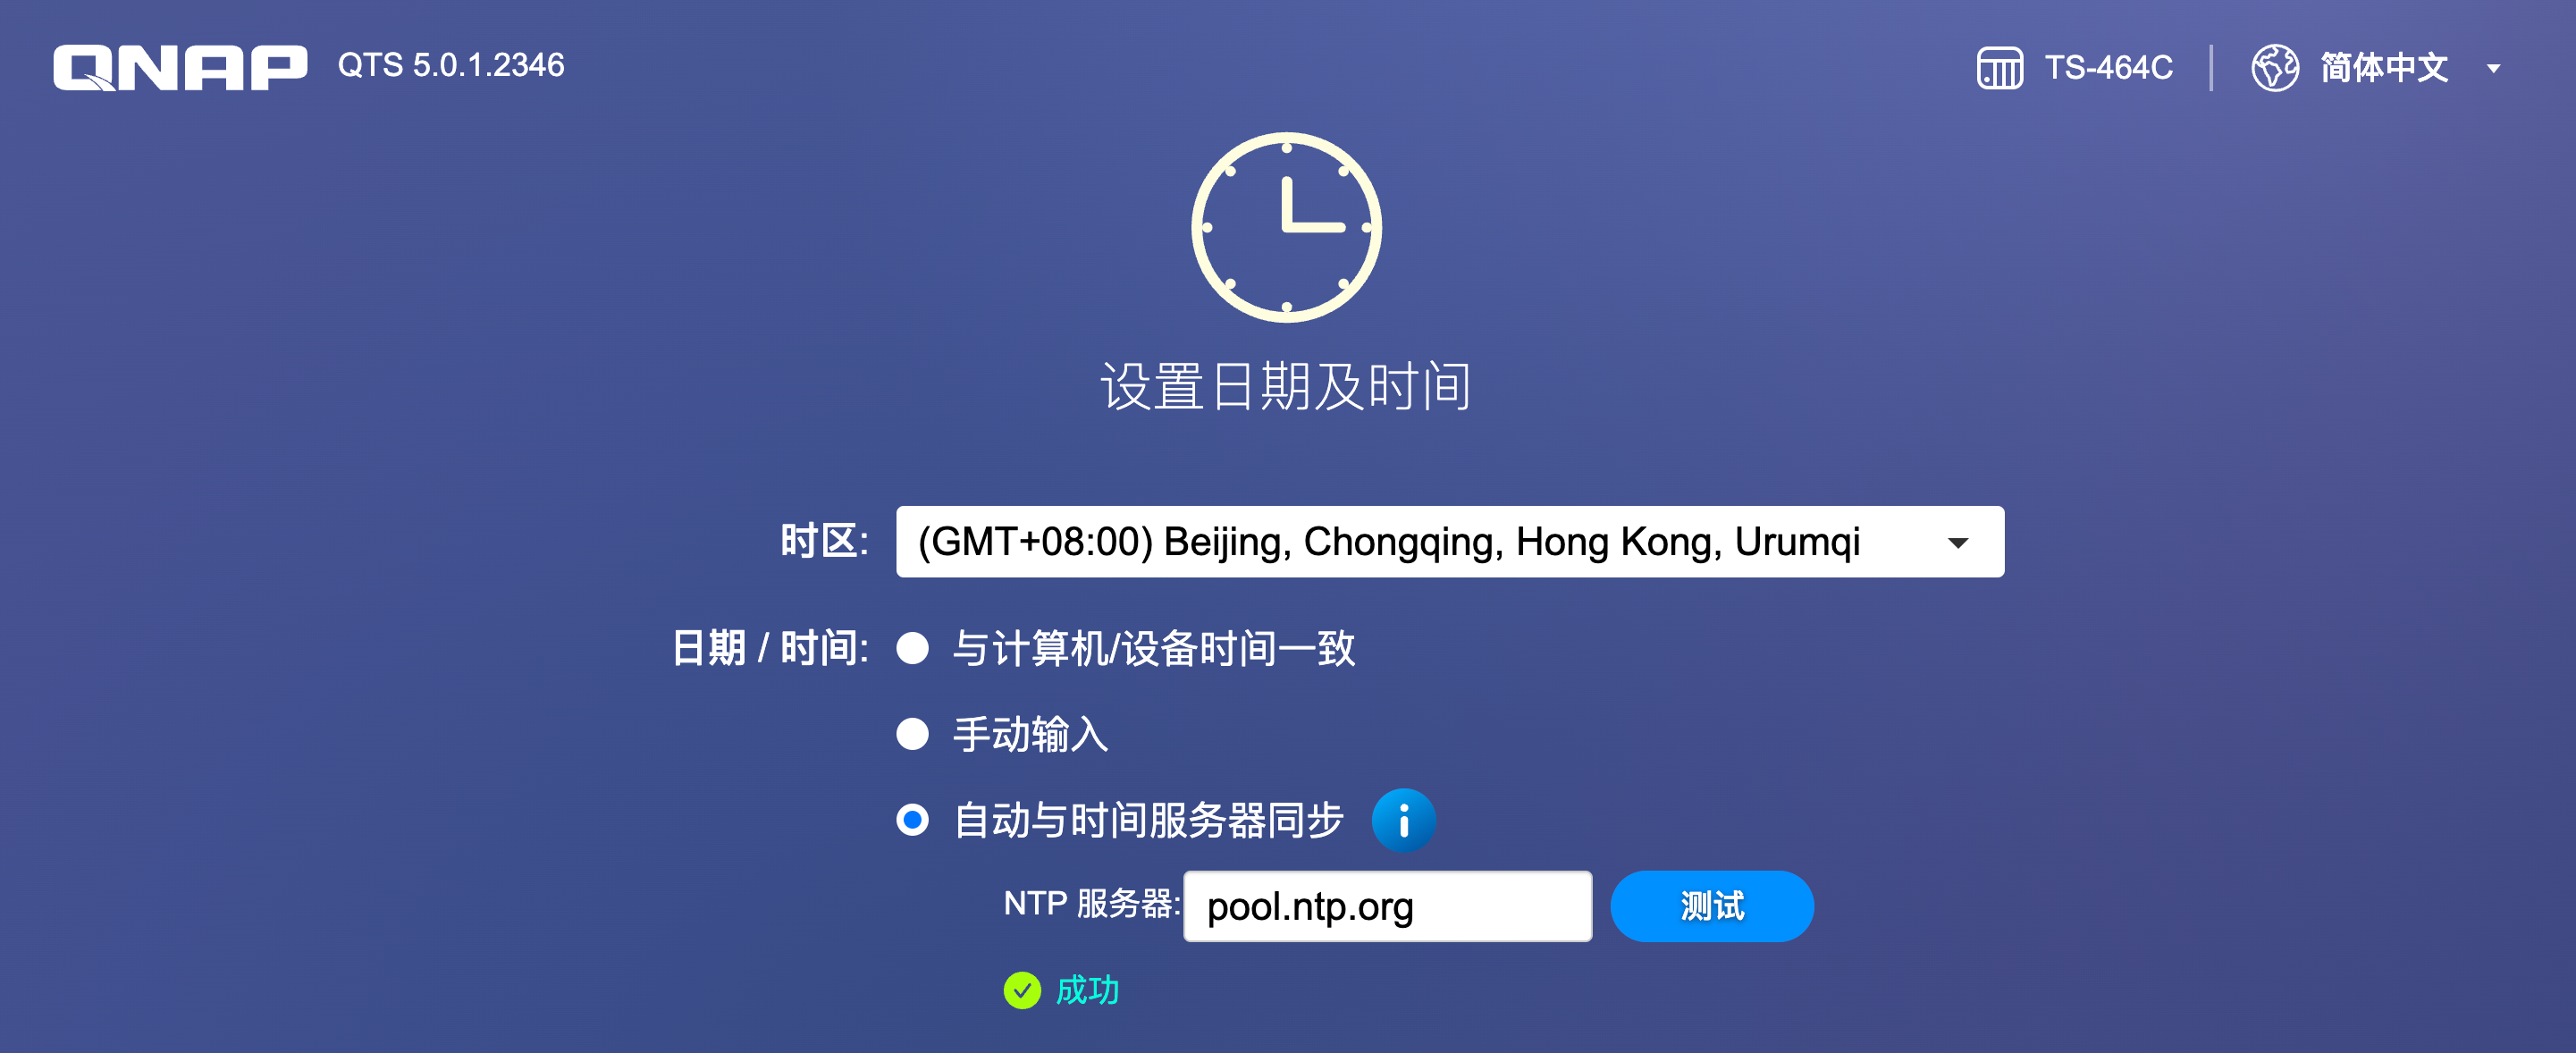 QNAP QTS 5.0.1.2346
TS-464C 简体中文
设置日期及时间
时区: (GMT+08:00) Beijing, Chongqing, Hong Kong, Urumqi
日期 / 时间: 与计算机/设备时间一致
手动输入
自动与时间服务器同步
NTP 服务器: pool.ntp.org 测试
成功